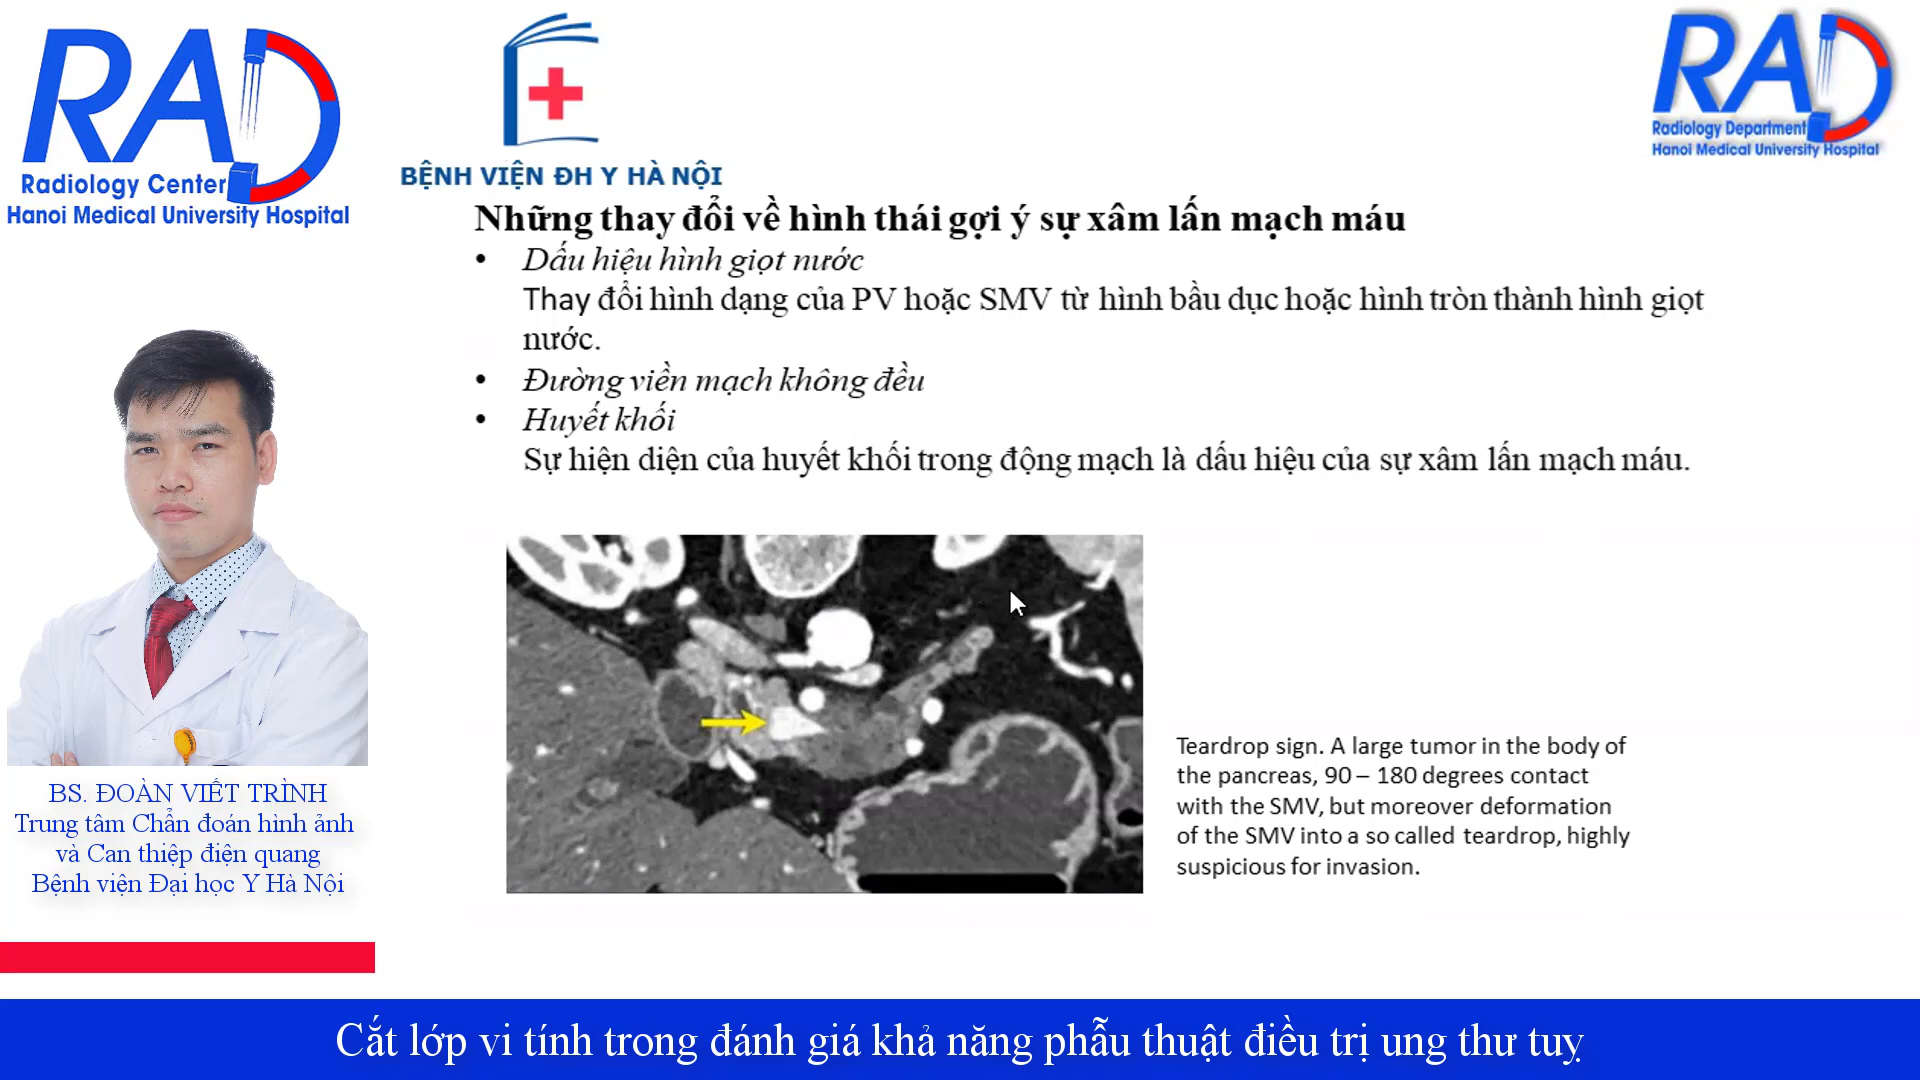 RAD
Radiology Center
Hanoi Medical University Hospital
BỆNH VIỆN ĐH Y HÀ NỘI
RAD
Radiology Department
Hanoi Medical University Hospital
Những thay đổi về hình thái gợi ý sự xâm lấn mạch máu
• Dấu hiệu hình giọt nước
Thay đổi hình dạng của PV hoặc SMV từ hình bầu dục hoặc hình tròn thành hình giọt
nước.
• Đường viền mạch không đều
• Huyết khối
Sự hiện diện của huyết khối trong động mạch là dấu hiệu của sự xâm lấn mạch máu.
Teardrop sign. A large tumor in the body of
the pancreas, 90 – 180 degrees contact
with the SMV, but moreover deformation
of the SMV into a so called teardrop, highly
suspicious for invasion.
BS. ĐOÀN VIẾT TRÌNH
Trung tâm Chẩn đoán hình ảnh
và Can thiệp điện quang
Bệnh viện Đại học Y Hà Nội
Cắt lớp vi tính trong đánh giá khả năng phẫu thuật điều trị ung thư tuỵ